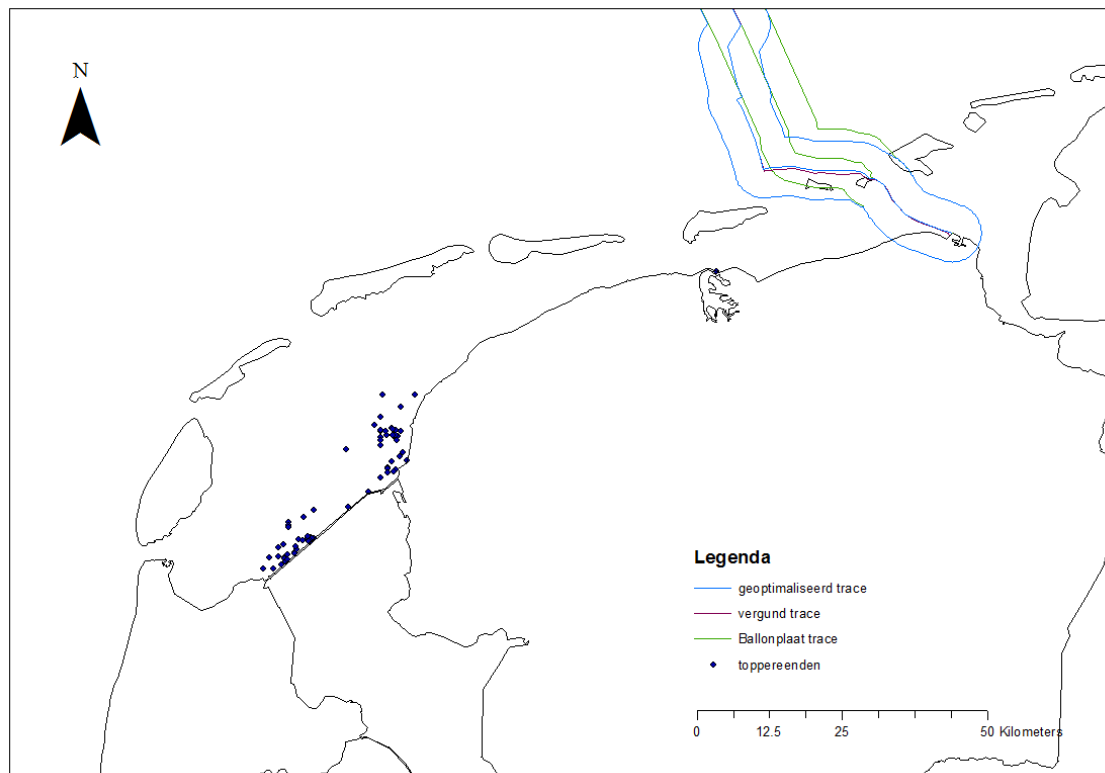 N
Legenda
geoptimaliseerd trace
vergund trace
Ballonplaat trace
toppereenden
0 12.5 25 50 Kilometers